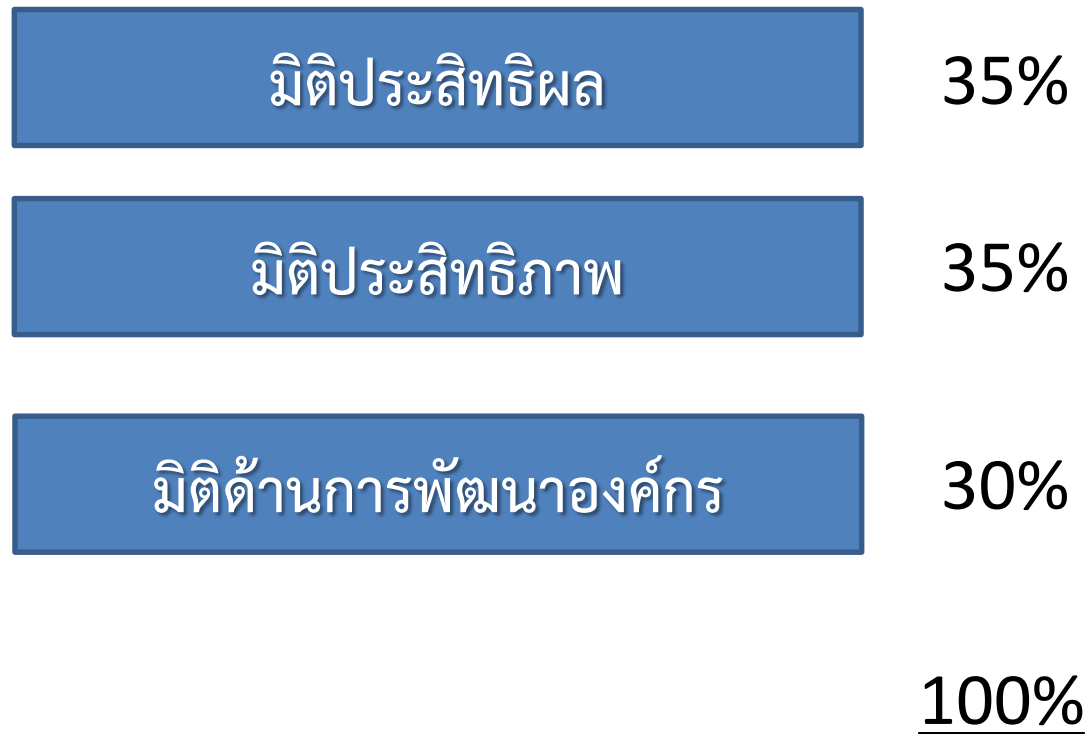 มิติประสิทธิผล 35%
มิติประสิทธิภาพ 35%
มิติด้านการพัฒนาองค์กร 30%
100%